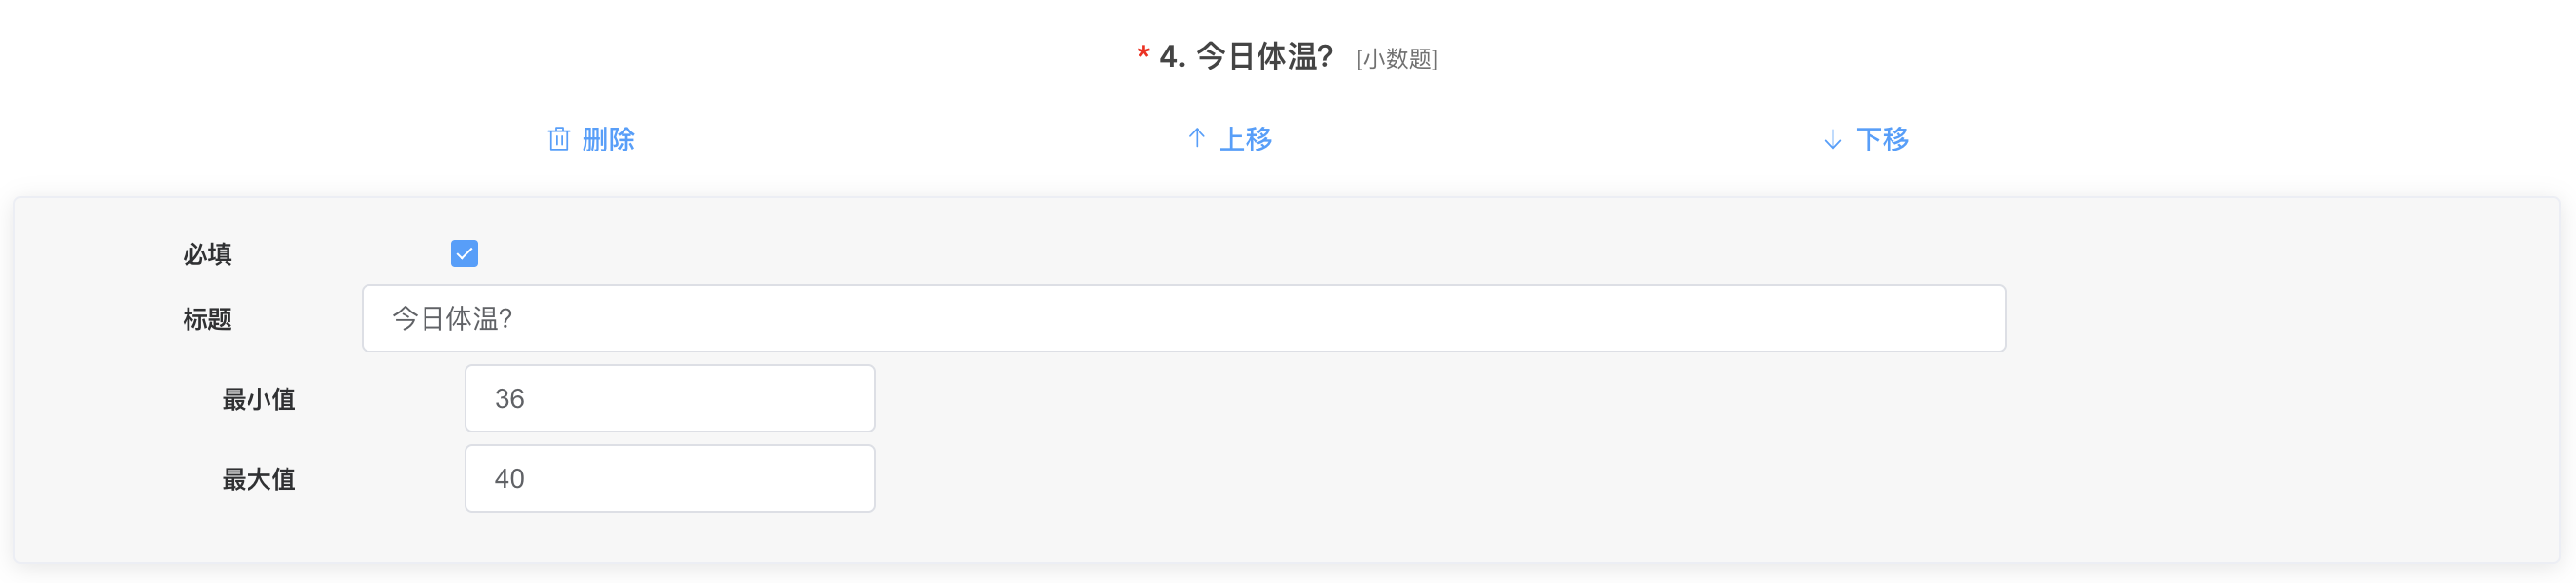 * 4. 今日体温? [小数题]
删除 上移 下移
必填
标题 今日体温?
最小值 36
最大值 40